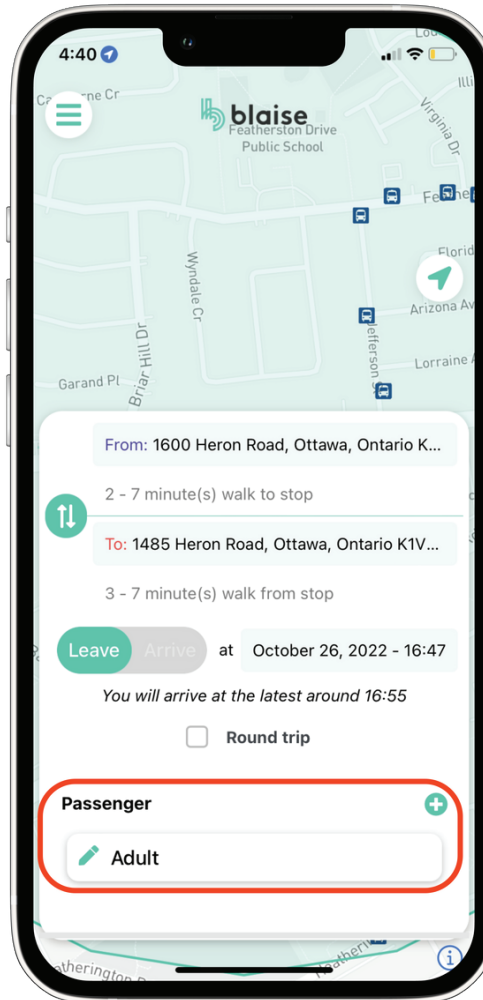 4:40
blaise
Featherston Drive
Public School
Virginia Dr
Wyndale Cr
Arizona Av
Briar Hill Dr
Jefferson
Garand Pl
Lorraine
From: 1600 Heron Road, Ottawa, Ontario K...
2 - 7 minute(s) walk to stop
To: 1485 Heron Road, Ottawa, Ontario K1V...
3 - 7 minute(s) walk from stop
Leave Arrive at October 26, 2022 - 16:47
You will arrive at the latest around 16:55
Round trip
Passenger
Adult